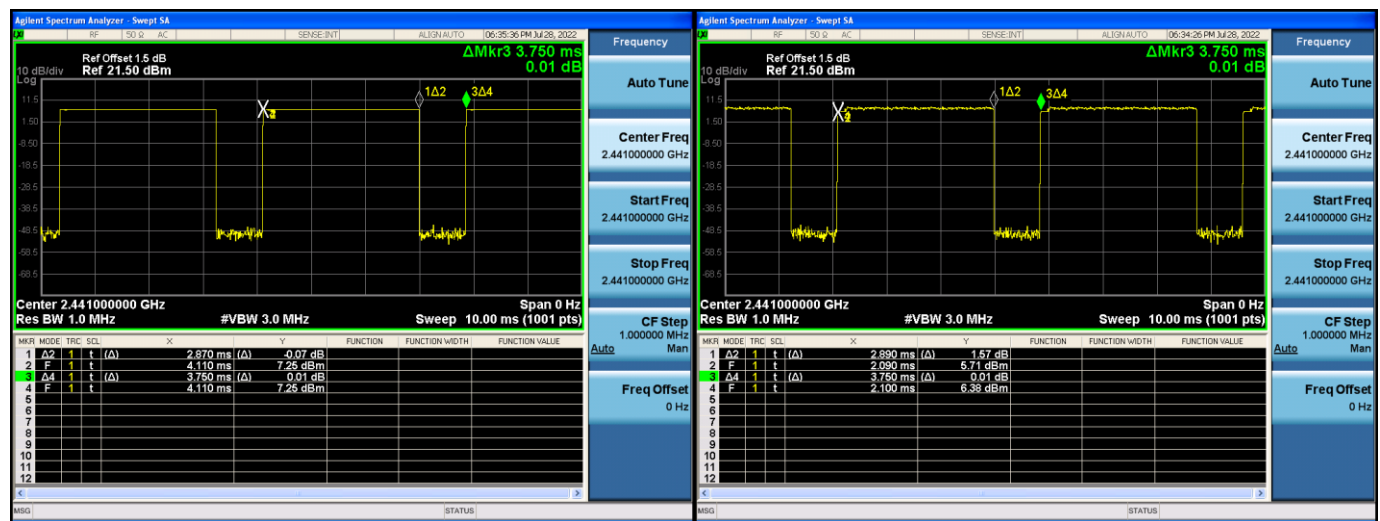 Agilent Spectrum Analyzer - Swept SA
LXI RF 50 Ω AC SENSE:INT ALIGN AUTO 06:35:36 PM Jul 28, 2022
Frequency
ΔMkr3 3.750 ms
0.01 dB
Ref Offset 1.5 dB
Ref 21.50 dBm
10 dB/div
Log
11.5
1.50
-8.50
-18.5
-28.5
-38.5
-48.5
-58.5
-68.5
1Δ2
3Δ4
Center 2.441000000 GHz Span 0 Hz
Res BW 1.0 MHz #VBW 3.0 MHz Sweep 10.00 ms (1001 pts)
MKR MODE TRC SCL X Y FUNCTION FUNCTION WIDTH FUNCTION VALUE
1 Δ2 1 t (Δ) 2.870 ms (Δ) -0.07 dB
2 F 1 t 4.110 ms 7.25 dBm
3 Δ4 1 t (Δ) 3.750 ms (Δ) 0.01 dB
4 F 1 t 4.110 ms 7.25 dBm
5
6
7
8
9
10
11
12
MSG STATUS
Auto Tune
Center Freq
2.441000000 GHz
Start Freq
2.441000000 GHz
Stop Freq
2.441000000 GHz
CF Step
1.000000 MHz
Auto Man
Freq Offset
0 Hz
Agilent Spectrum Analyzer - Swept SA
LXI RF 50 Ω AC SENSE:INT ALIGN AUTO 06:34:26 PM Jul 28, 2022
Frequency
ΔMkr3 3.750 ms
0.01 dB
Ref Offset 1.5 dB
Ref 21.50 dBm
10 dB/div
Log
11.5
1.50
-8.50
-18.5
-28.5
-38.5
-48.5
-58.5
-68.5
1Δ2
3Δ4
Center 2.441000000 GHz Span 0 Hz
Res BW 1.0 MHz #VBW 3.0 MHz Sweep 10.00 ms (1001 pts)
MKR MODE TRC SCL X Y FUNCTION FUNCTION WIDTH FUNCTION VALUE
1 Δ2 1 t (Δ) 2.890 ms (Δ) 1.57 dB
2 F 1 t 2.090 ms 5.71 dBm
3 Δ4 1 t (Δ) 3.750 ms (Δ) 0.01 dB
4 F 1 t 2.100 ms 6.38 dBm
5
6
7
8
9
10
11
12
MSG STATUS
Auto Tune
Center Freq
2.441000000 GHz
Start Freq
2.441000000 GHz
Stop Freq
2.441000000 GHz
CF Step
1.000000 MHz
Auto Man
Freq Offset
0 Hz